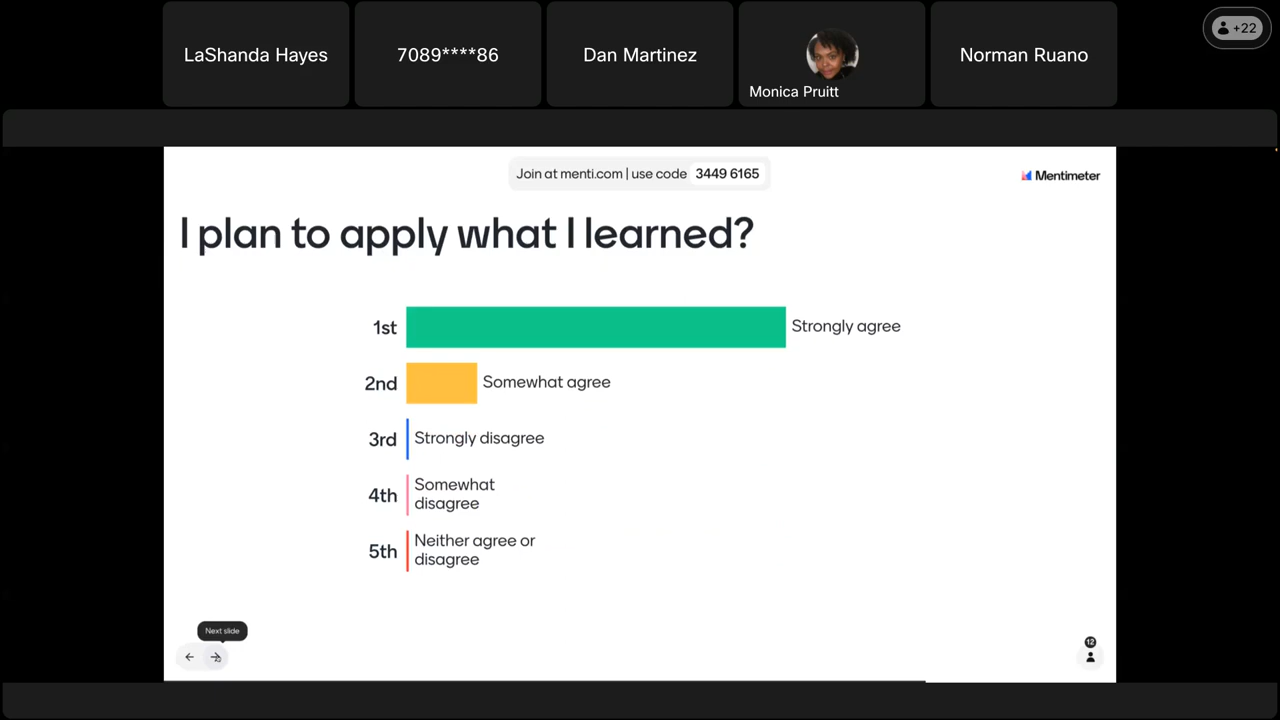 LaShanda Hayes
7089****86
Dan Martinez
Monica Pruitt
Norman Ruano
+22
Join at menti.com | use code 3449 6165
Mentimeter
I plan to apply what I learned?
1st Strongly agree
2nd Somewhat agree
3rd Strongly disagree
4th Somewhat
disagree
5th Neither agree or
disagree
Next slide
12